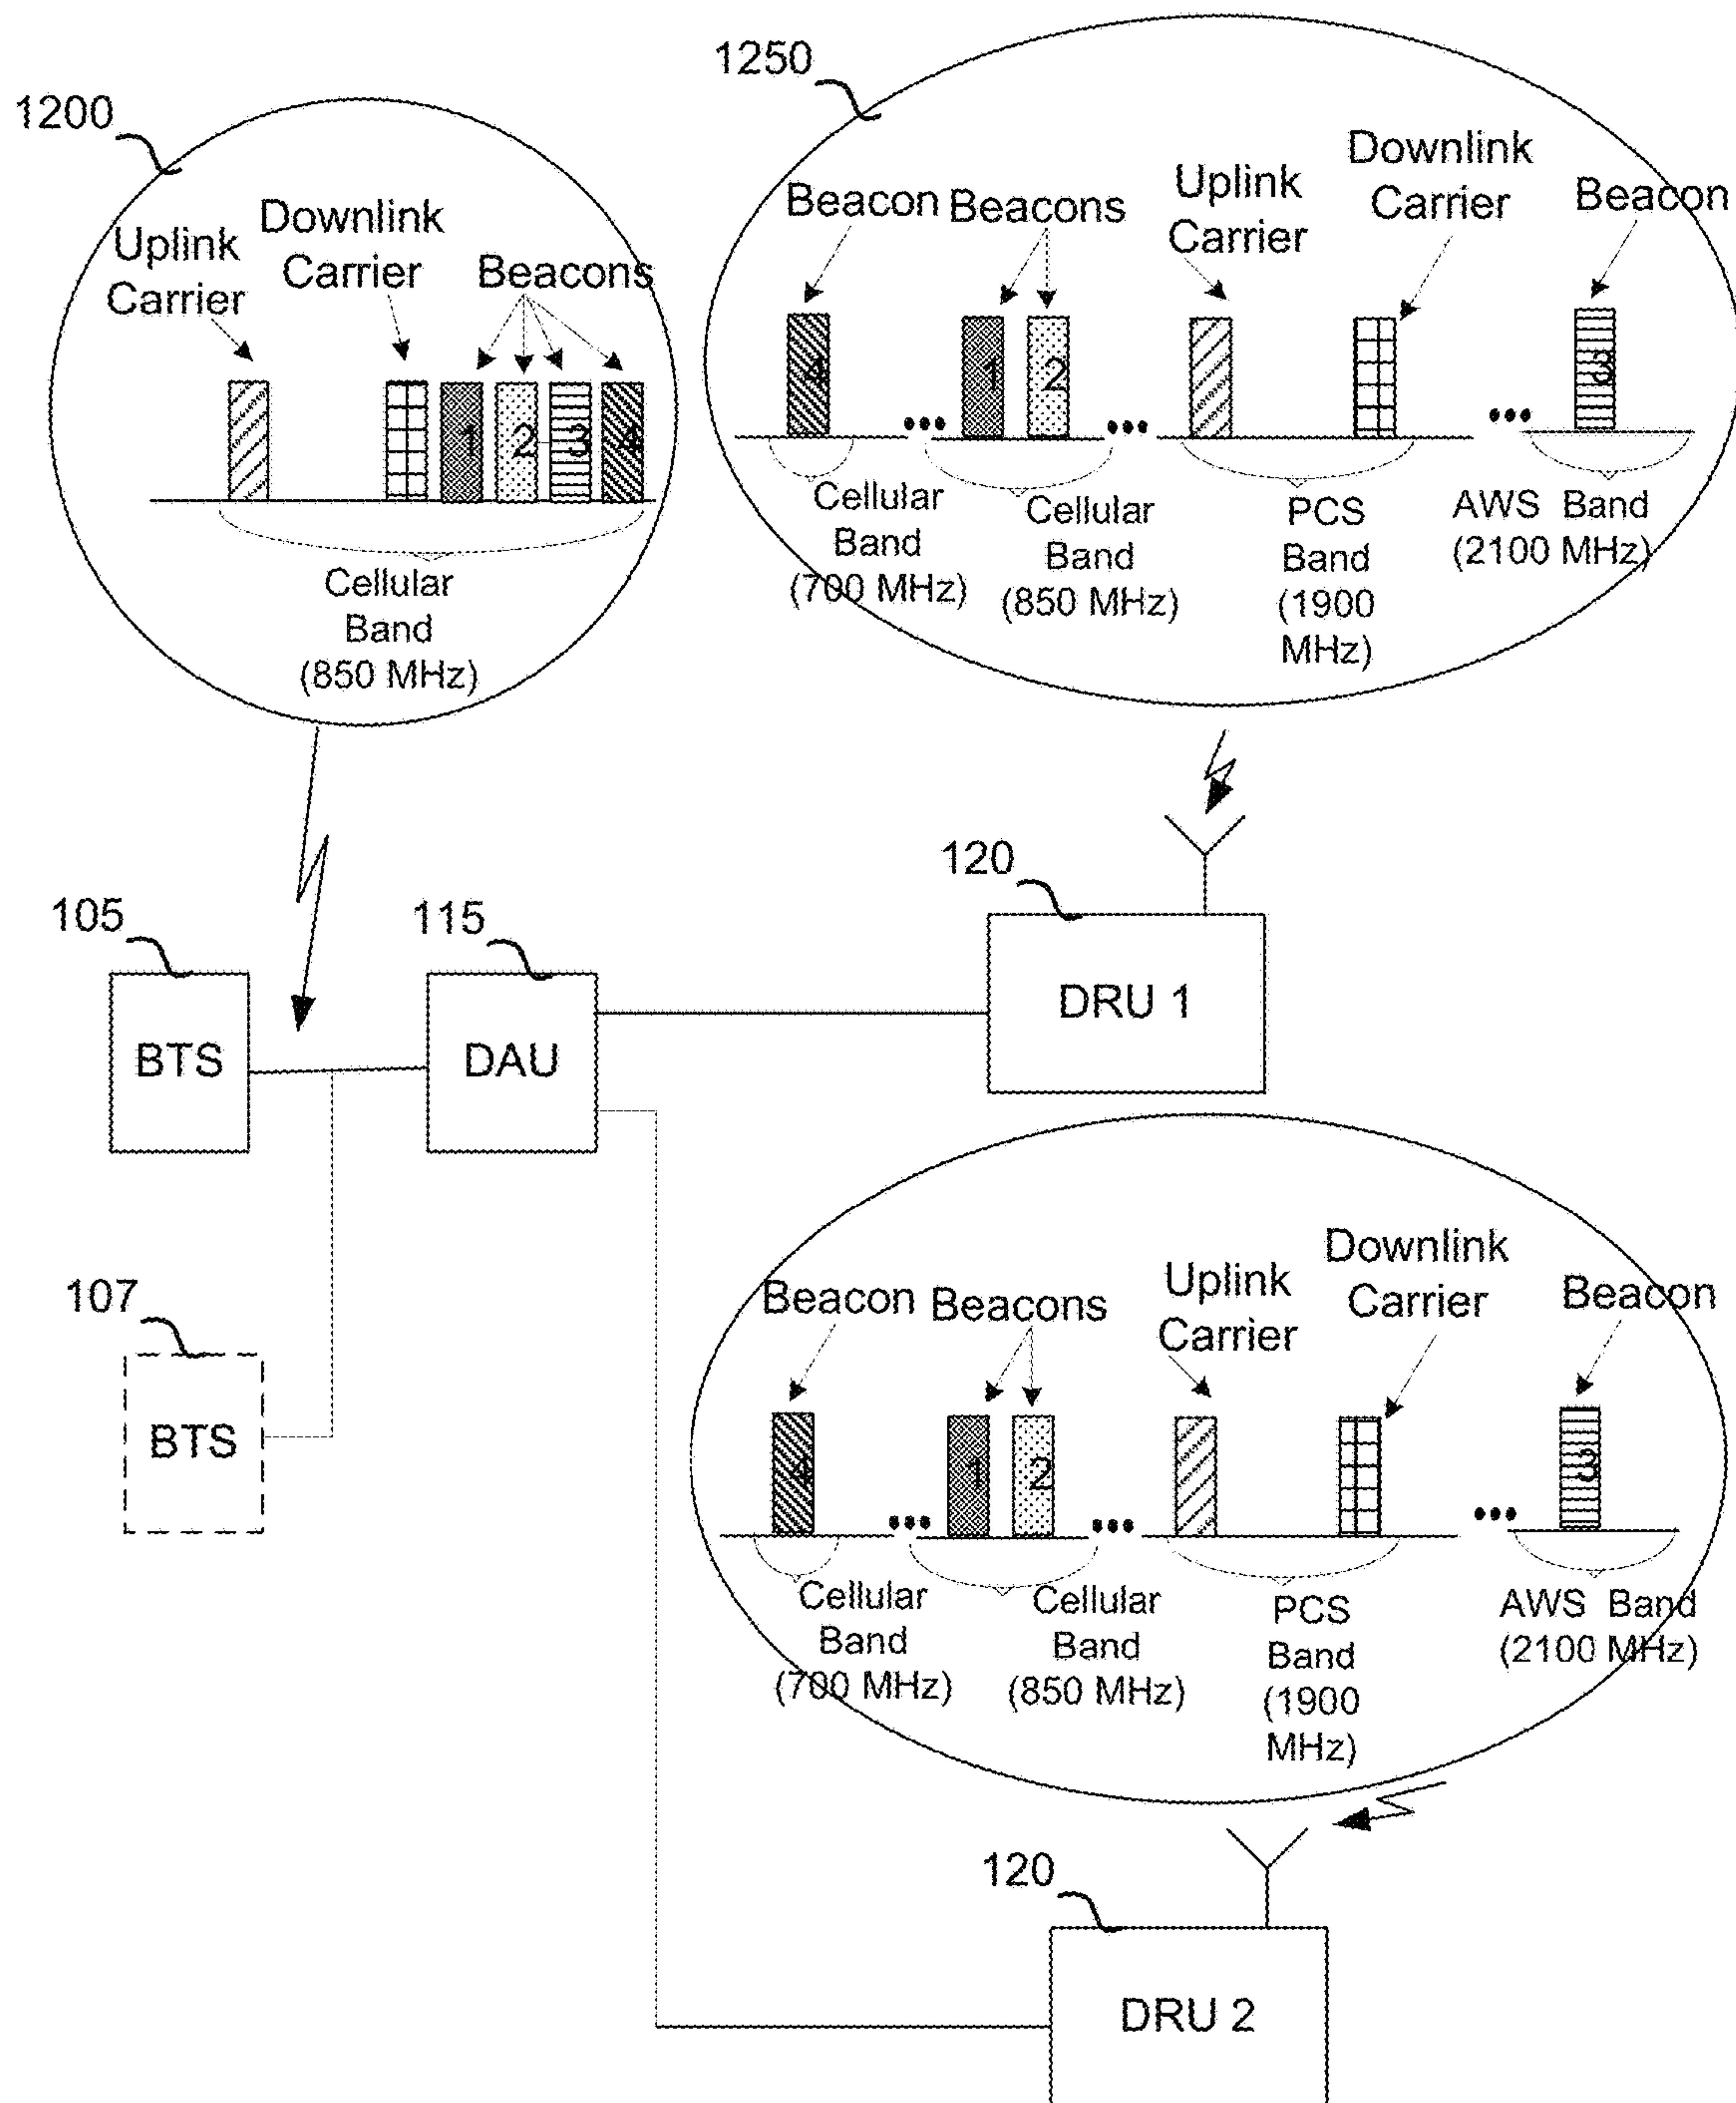 1250
1200
Downlink
Carrier
Uplink
Carrier
Beacon
Beacons
Beacon
Downlink
Carrier
Uplink
Carrier
Beacons
4
1
2
3
1
2
3
4
Cellular
Band
(700 MHz)
Cellular
Band
(850 MHz)
PCS
Band
(1900
MHz)
AWS Band
(2100 MHz)
Cellular
Band
(850 MHz)
120
105
115
DRU 1
BTS
DAU
107
BTS
Downlink
Carrier
Uplink
Carrier
Beacon
Beacons
Beacon
4
1
2
3
Cellular
Band
(700 MHz)
Cellular
Band
(850 MHz)
PCS
Band
(1900
MHz)
AWS Band
(2100 MHz)
120
DRU 2